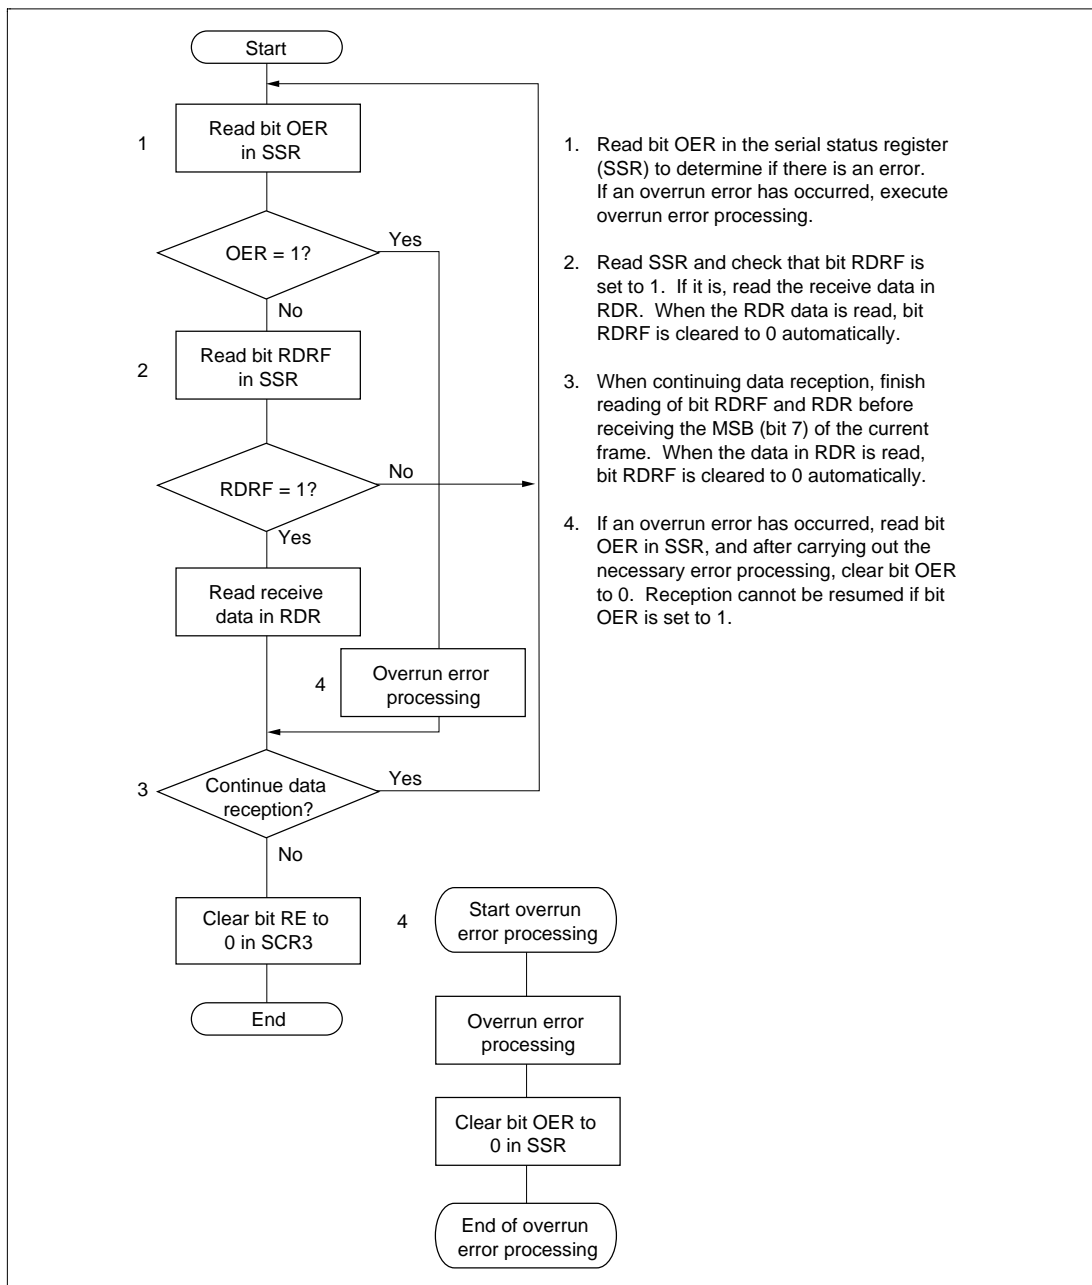 Start
1
Read bit OER
in SSR
OER = 1?
Yes
No
2
Read bit RDRF
in SSR
RDRF = 1?
No
Yes
Read receive
data in RDR
4
Overrun error
processing
3
Continue data
reception?
Yes
No
Clear bit RE to
0 in SCR3
End
4
Start overrun
error processing
Overrun error
processing
Clear bit OER to
0 in SSR
End of overrun
error processing
1. Read bit OER in the serial status register
(SSR) to determine if there is an error.
If an overrun error has occurred, execute
overrun error processing.
2. Read SSR and check that bit RDRF is
set to 1. If it is, read the receive data in
RDR. When the RDR data is read, bit
RDRF is cleared to 0 automatically.
3. When continuing data reception, finish
reading of bit RDRF and RDR before
receiving the MSB (bit 7) of the current
frame. When the data in RDR is read,
bit RDRF is cleared to 0 automatically.
4. If an overrun error has occurred, read bit
OER in SSR, and after carrying out the
necessary error processing, clear bit OER
to 0. Reception cannot be resumed if bit
OER is set to 1.